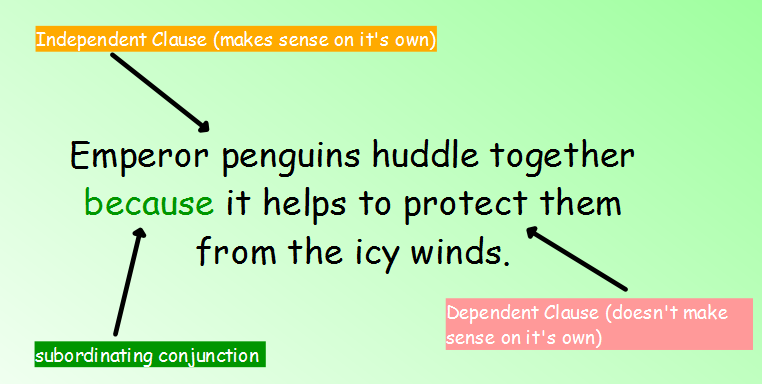 Independent Clause (makes sense on it's own)
Emperor penguins huddle together
because it helps to protect them
from the icy winds.
Dependent Clause (doesn't make
sense on it's own)
subordinating conjunction